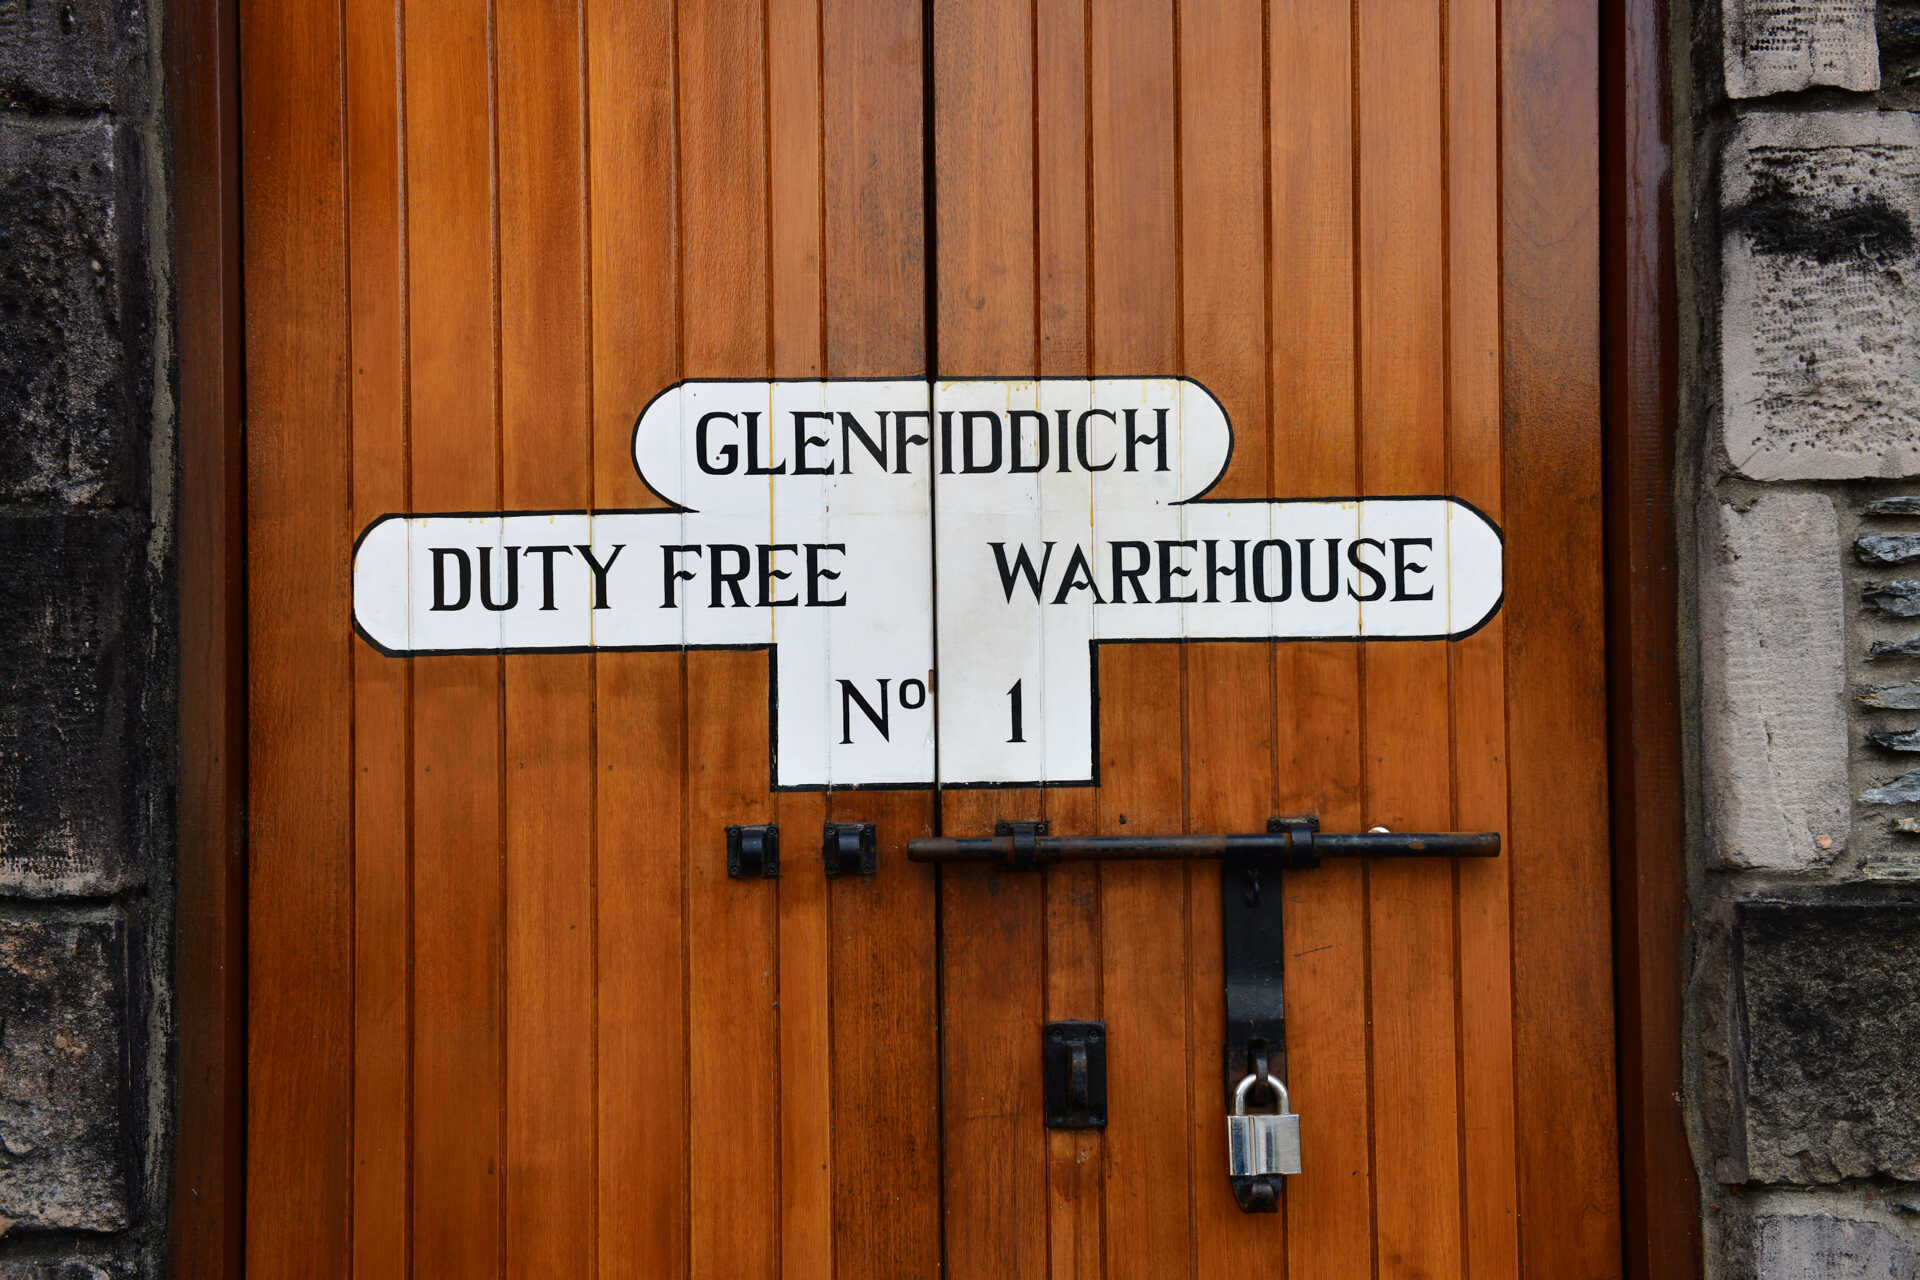 GLENFIDDICH
DUTY FREE WAREHOUSE
Nº 1